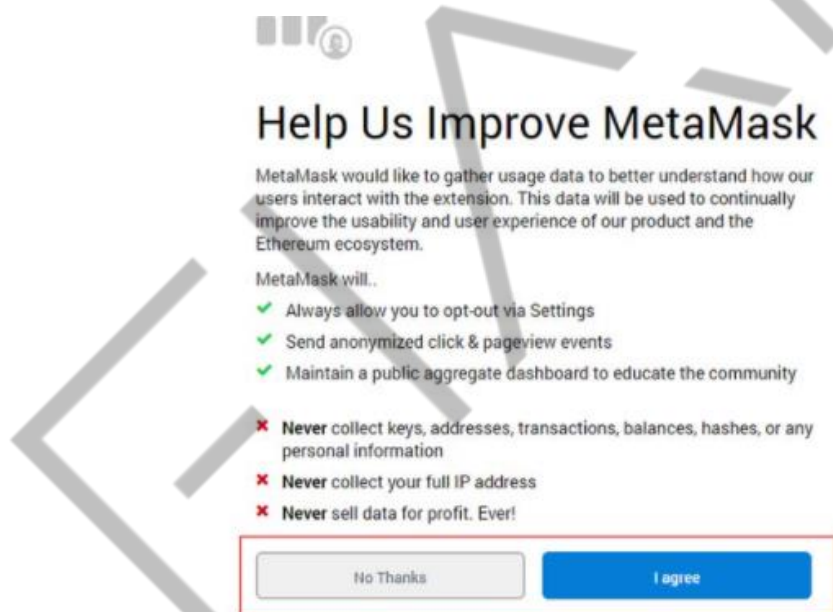 Help Us Improve MetaMask
MetaMask would like to gather usage data to better understand how our
users interact with the extension. This data will be used to continually
improve the usability and user experience of our product and the
Ethereum ecosystem.
MetaMask will..
Always allow you to opt-out via Settings
Send anonymized click & pageview events
Maintain a public aggregate dashboard to educate the community
Never collect keys, addresses, transactions, balances, hashes, or any
personal information
Never collect your full IP address
Never sell data for profit. Ever!
No Thanks
I agree